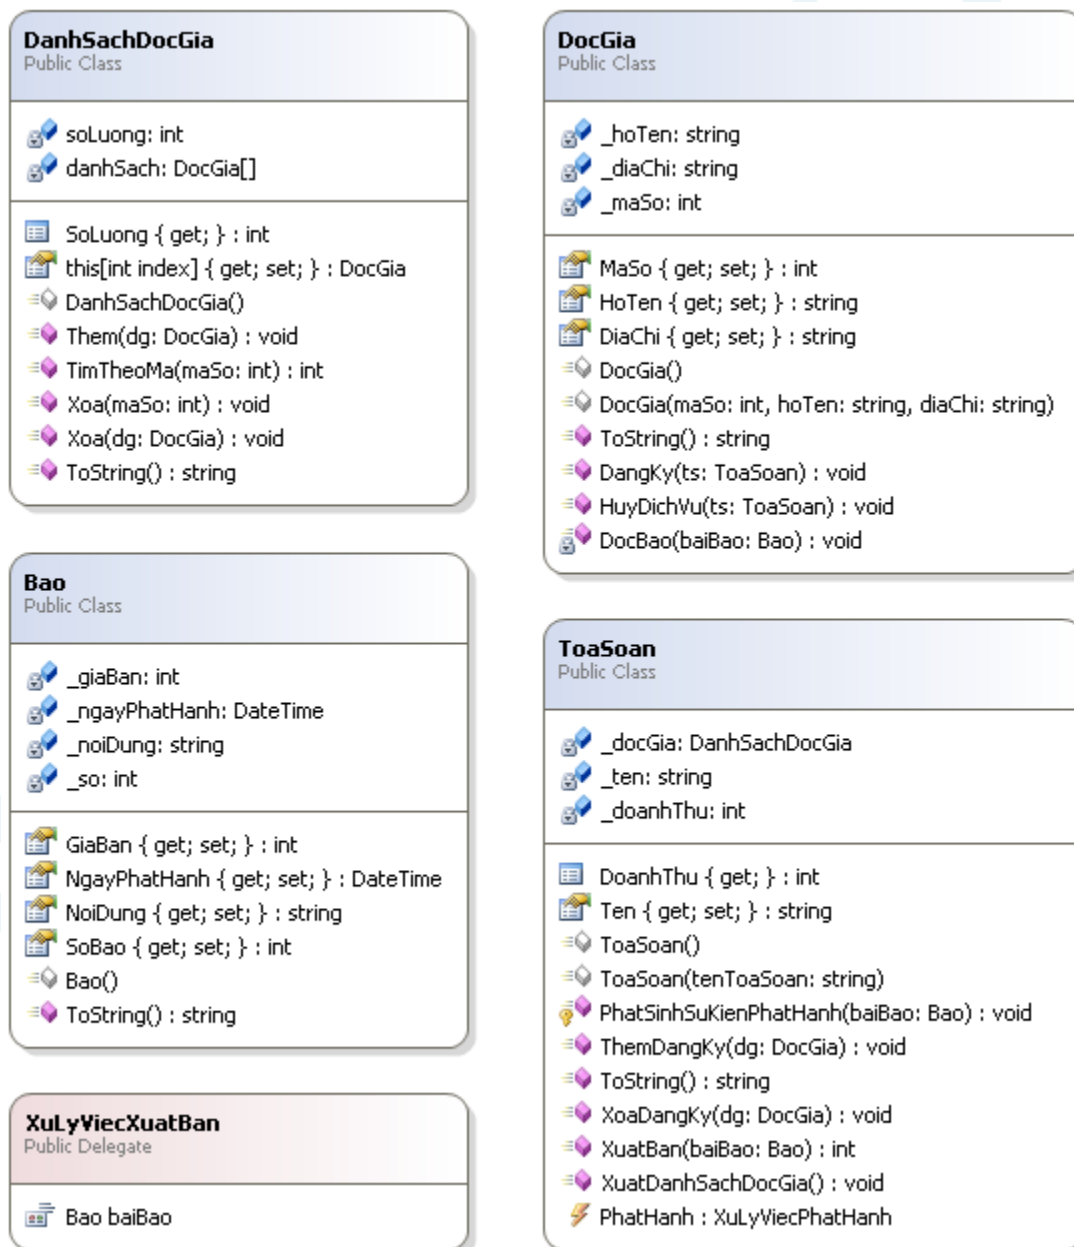 DanhSachDocGia
Public Class
soLuong: int
danhSach: DocGia[]
SoLuong { get; } : int
this[int index] { get; set; } : DocGia
DanhSachDocGia()
Them(dg: DocGia) : void
TimTheoMa(maSo: int) : int
Xoa(maSo: int) : void
Xoa(dg: DocGia) : void
ToString() : string
Bao
Public Class
_giaBan: int
_ngayPhatHanh: DateTime
_noiDung: string
_so: int
GiaBan { get; set; } : int
NgayPhatHanh { get; set; } : DateTime
NoiDung { get; set; } : string
SoBao { get; set; } : int
Bao()
ToString() : string
XuLyViecXuatBan
Public Delegate
Bao baiBao
DocGia
Public Class
_hoTen: string
_diaChi: string
_maSo: int
MaSo { get; set; } : int
HoTen { get; set; } : string
DiaChi { get; set; } : string
DocGia()
DocGia(maSo: int, hoTen: string, diaChi: string)
ToString() : string
DangKy(ts: ToaSoan) : void
HuyDichVu(ts: ToaSoan) : void
DocBao(baiBao: Bao) : void
ToaSoan
Public Class
_docGia: DanhSachDocGia
_ten: string
_doanhThu: int
DoanhThu { get; } : int
Ten { get; set; } : string
ToaSoan()
ToaSoan(tenToaSoan: string)
PhatSinhSuKienPhatHanh(baiBao: Bao) : void
ThemDangKy(dg: DocGia) : void
ToString() : string
XoaDangKy(dg: DocGia) : void
XuatBan(baiBao: Bao) : int
XuatDanhSachDocGia() : void
PhatHanh : XuLyViecPhatHanh